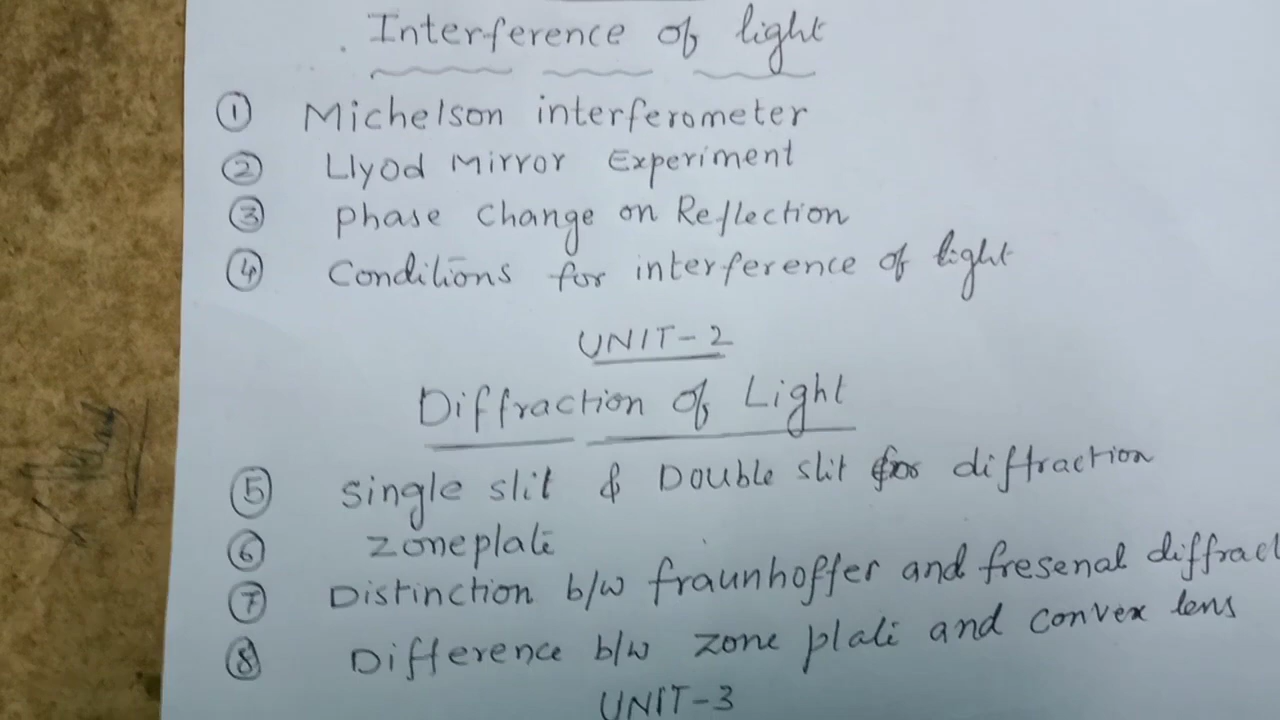 Interference of light
① Michelson interferometer
② Llyod Mirror Experiment
③ phase change on Reflection
④ Conditions for interference of light
UNIT-2
Diffraction of Light
⑤ single slit & Double slit for diffraction
⑥ zoneplate
⑦ Distinction b/w fraunhoffer and fresenal diffract
⑧ Difference b/w zone plate and convex lens
UNIT-3